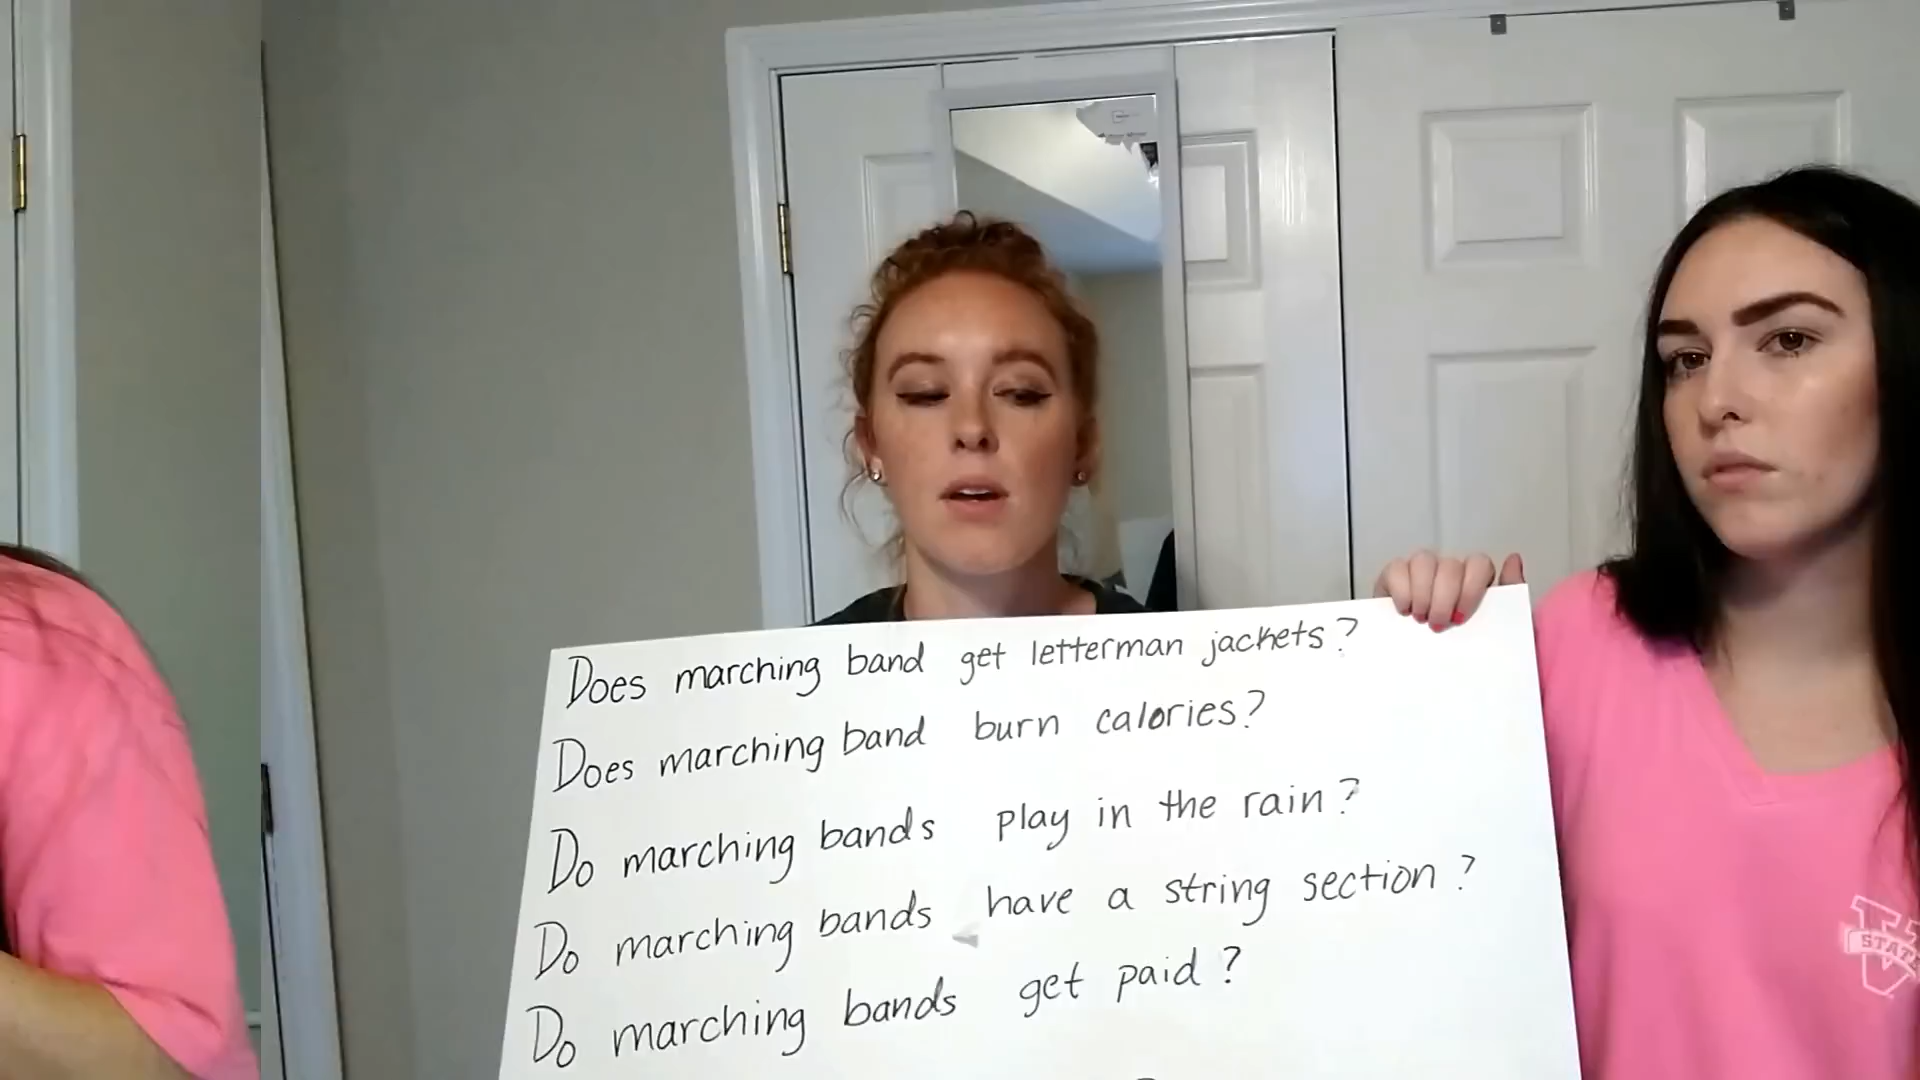 Does marching band get letterman jackets?
Does marching band burn calories?
Do marching bands play in the rain?
Do marching bands have a string section?
Do marching bands get paid?
STATE